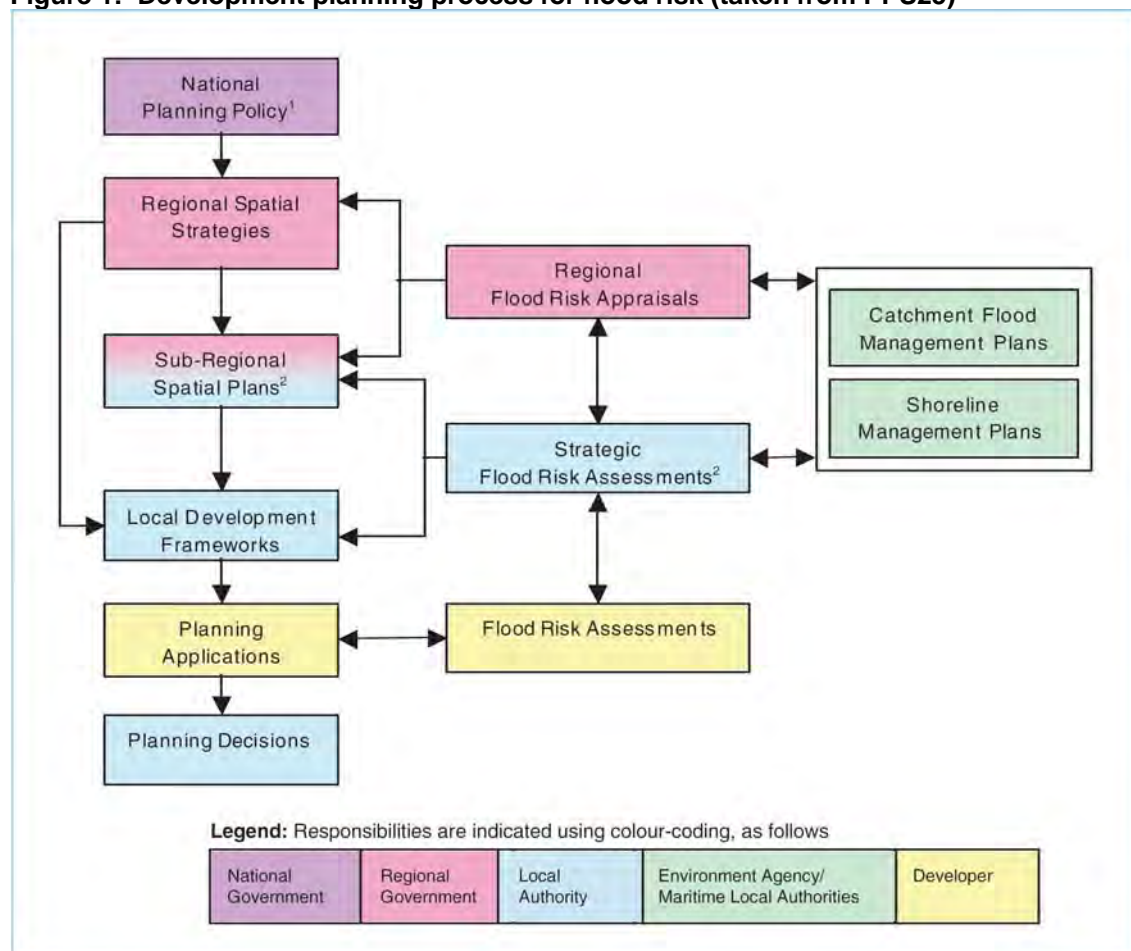 Figure 1: Development planning process for flood risk (taken from PPS25)
National
Planning Policy¹
Regional Spatial
Strategies
Regional
Flood Risk Appraisals
Catchment Flood
Management Plans
Sub-Regional
Spatial Plans²
Shoreline
Management Plans
Strategic
Flood Risk Assessments²
Local Development
Frameworks
Planning
Applications
Flood Risk Assessments
Planning Decisions
Legend: Responsibilities are indicated using colour-coding, as follows
National
Government
Regional
Government
Local
Authority
Environment Agency/
Maritime Local Authorities
Developer